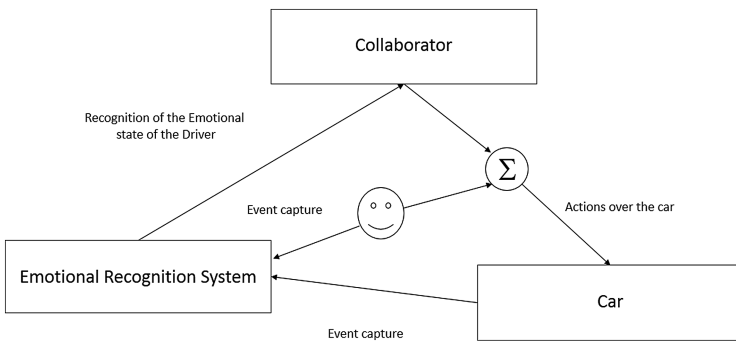 Collaborator
Recognition of the Emotional
state of the Driver
Σ
Event capture
Actions over the car
Emotional Recognition System
Car
Event capture